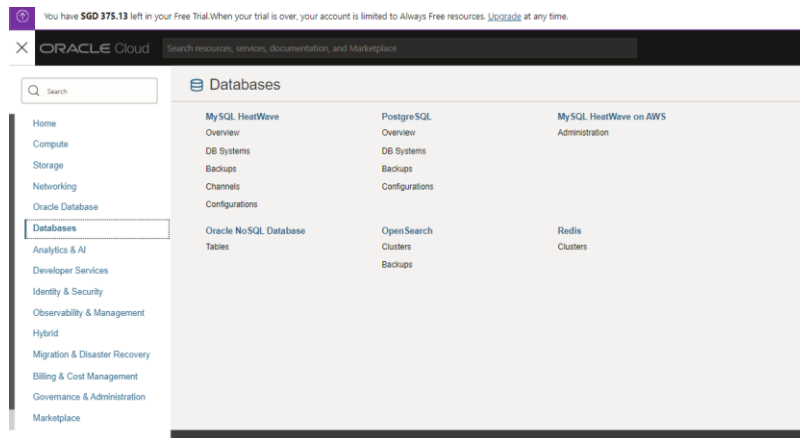 You have SGD 375.13 left in your Free Trial.When your trial is over, your account is limited to Always Free resources. Upgrade at any time.
ORACLE Cloud
Search resources, services, documentation, and Marketplace
Search
Home
Compute
Storage
Networking
Oracle Database
Databases
Analytics & AI
Developer Services
Identity & Security
Observability & Management
Hybrid
Migration & Disaster Recovery
Billing & Cost Management
Governance & Administration
Marketplace
Databases
MySQL HeatWave
Overview
DB Systems
Backups
Channels
Configurations
PostgreSQL
Overview
DB Systems
Backups
Configurations
MySQL HeatWave on AWS
Administration
Oracle NoSQL Database
Tables
OpenSearch
Clusters
Backups
Redis
Clusters